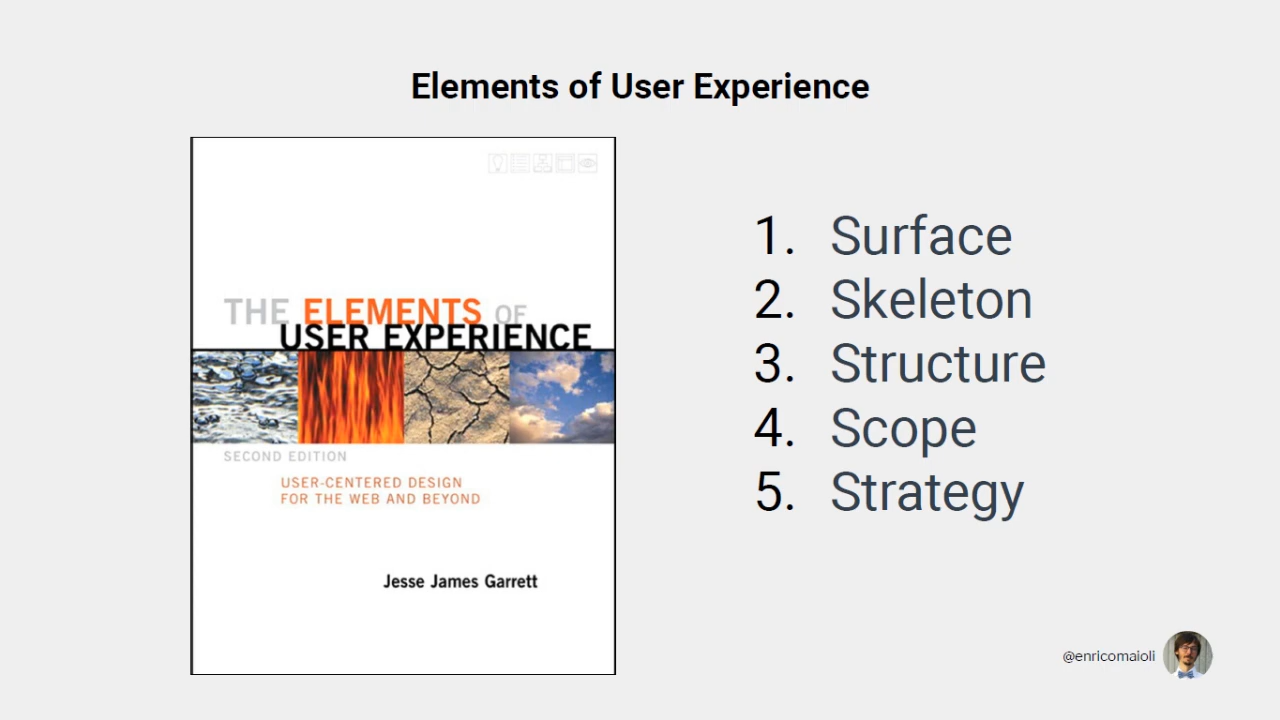 Elements of User Experience
THE ELEMENTS OF
USER EXPERIENCE
SECOND EDITION
USER-CENTERED DESIGN
FOR THE WEB AND BEYOND
Jesse James Garrett
1. Surface
2. Skeleton
3. Structure
4. Scope
5. Strategy
@enricomaioli